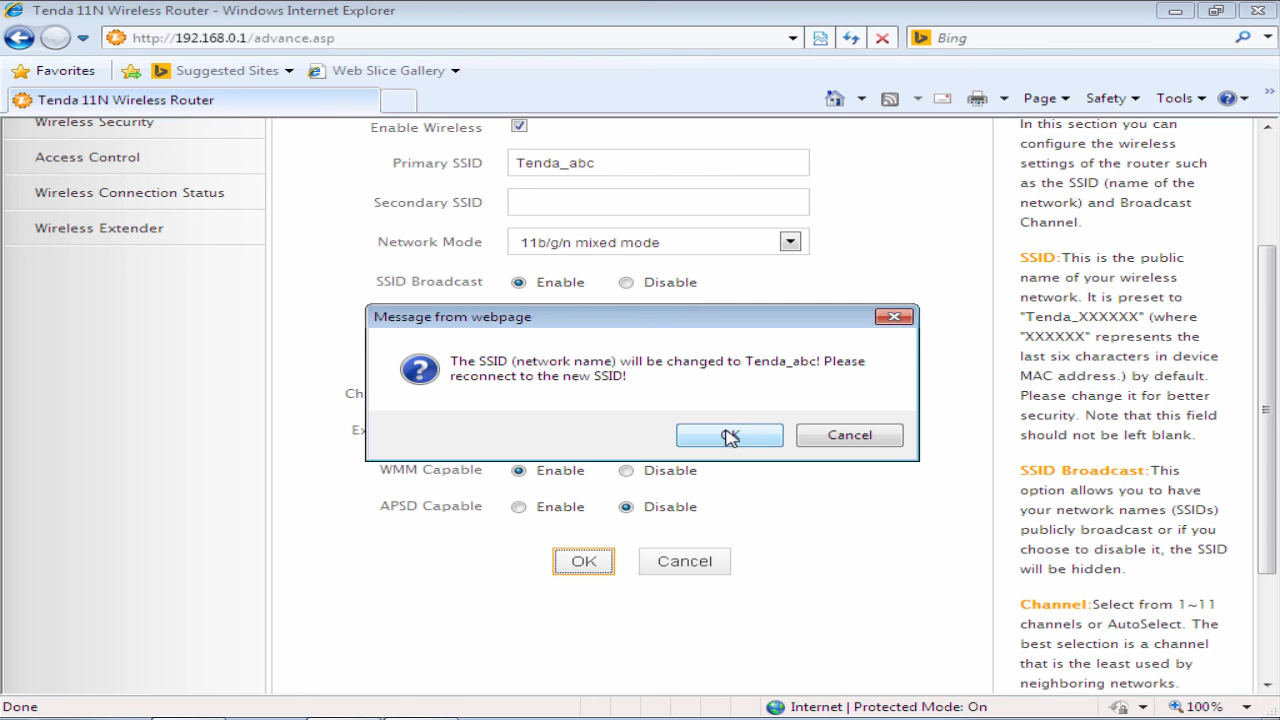 Tenda 11N Wireless Router - Windows Internet Explorer
http://192.168.0.1/advance.asp
Bing
Favorites
Suggested Sites
Web Slice Gallery
Tenda 11N Wireless Router
Page
Safety
Tools
»
Wireless Security
Access Control
Wireless Connection Status
Wireless Extender
Enable Wireless
Primary SSID Tenda_abc
Secondary SSID
Network Mode 11b/g/n mixed mode
SSID Broadcast Enable Disable
Message from webpage
The SSID (network name) will be changed to Tenda_abc! Please
reconnect to the new SSID!
OK Cancel
WMM Capable Enable Disable
APSD Capable Enable Disable
OK Cancel
In this section you can
configure the wireless
settings of the router such
as the SSID (name of the
network) and Broadcast
Channel.
SSID:This is the public
name of your wireless
network. It is preset to
"Tenda_XXXXXX" (where
"XXXXXX" represents the
last six characters in device
MAC address.) by default.
Please change it for better
security. Note that this field
should not be left blank.
SSID Broadcast:This
option allows you to have
your network names (SSIDs)
publicly broadcast or if you
choose to disable it, the SSID
will be hidden.
Channel:Select from 1~11
channels or AutoSelect. The
best selection is a channel
that is the least used by
neighboring networks.
Done
Internet | Protected Mode: On
100%